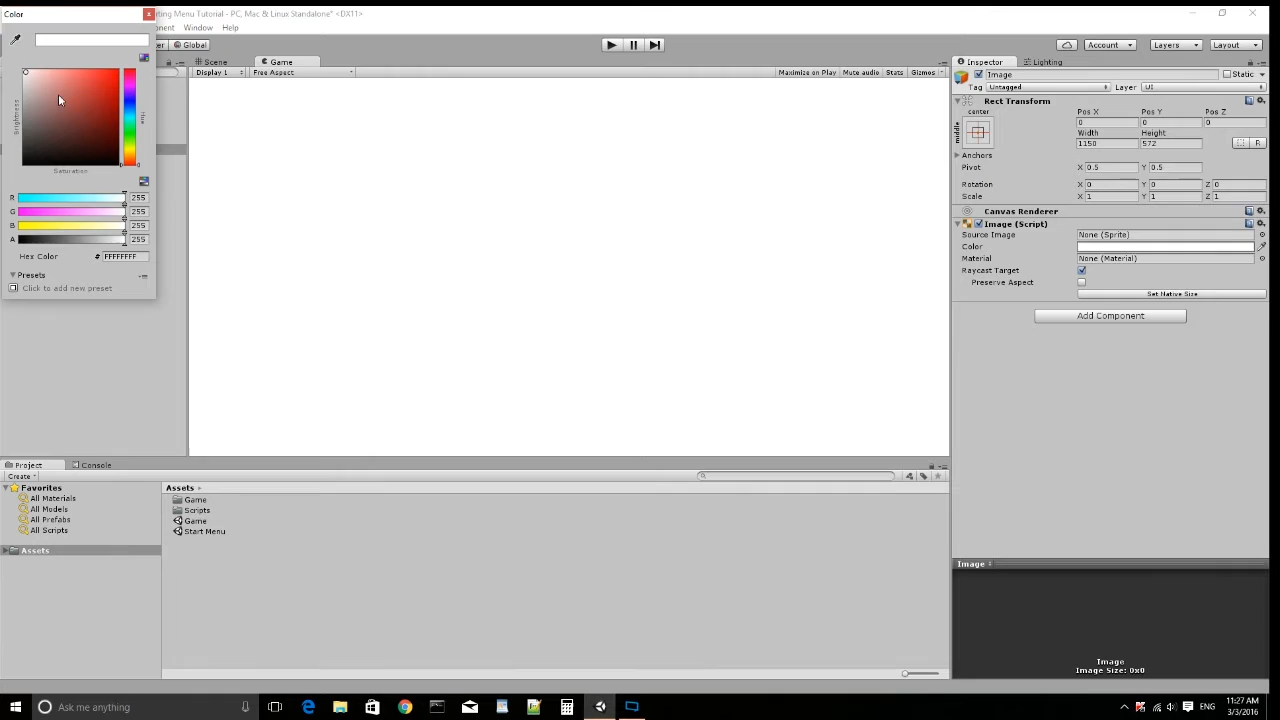 Color
x
ting Menu Tutorial - PC, Mac & Linux Standalone* <DX11>
onent Window Help
er Global
Account Layers Layout
Scene Game
Display 1 Free Aspect Maximize on Play Mute audio Stats Gizmos
Brightness
Hue
Saturation
R 255
G 255
B 255
A 255
Hex Color # FFFFFFFF
Presets
Click to add new preset
Inspector Lighting
Image Static
Tag Untagged Layer UI
Rect Transform
center
middle
Pos X Pos Y Pos Z
0 0 0
Width Height
1150 572
R
Anchors
Pivot X 0.5 Y 0.5
Rotation X 0 Y 0 Z 0
Scale X 1 Y 1 Z 1
Canvas Renderer
Image (Script)
Source Image None (Sprite)
Color
Material None (Material)
Raycast Target
Preserve Aspect
Set Native Size
Add Component
Project Console
Create
Favorites
All Materials
All Models
All Prefabs
All Scripts
Assets
Assets
Game
Scripts
Game
Start Menu
Image
Image
Image Size: 0x0
Ask me anything
ENG
11:27 AM
3/3/2016